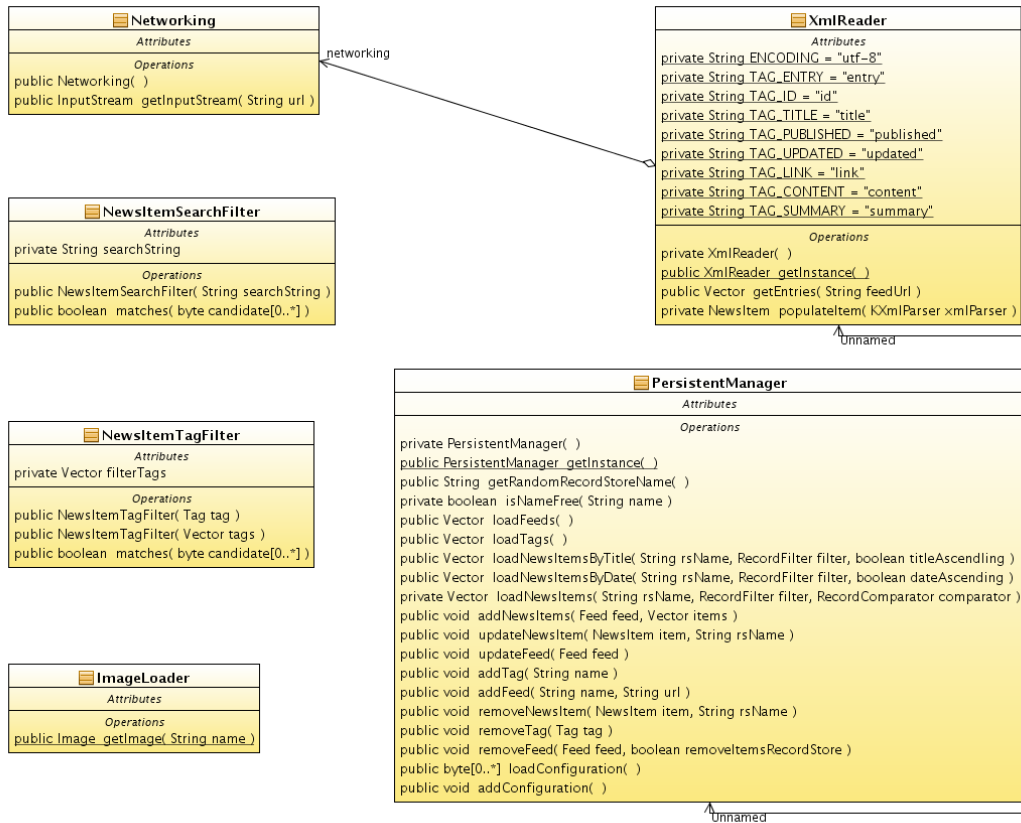 Networking
Attributes
Operations
public Networking( )
public InputStream getInputStream( String url )
networking
XmlReader
Attributes
private String ENCODING = "utf-8"
private String TAG_ENTRY = "entry"
private String TAG_ID = "id"
private String TAG_TITLE = "title"
private String TAG_PUBLISHED = "published"
private String TAG_UPDATED = "updated"
private String TAG_LINK = "link"
private String TAG_CONTENT = "content"
private String TAG_SUMMARY = "summary"
Operations
private XmlReader( )
public XmlReader getInstance( )
public Vector getEntries( String feedUrl )
private NewsItem populateItem( KXmlParser xmlParser )
Unnamed
NewsItemSearchFilter
Attributes
private String searchString
Operations
public NewsItemSearchFilter( String searchString )
public boolean matches( byte candidate[0..*] )
NewsItemTagFilter
Attributes
private Vector filterTags
Operations
public NewsItemTagFilter( Tag tag )
public NewsItemTagFilter( Vector tags )
public boolean matches( byte candidate[0..*] )
ImageLoader
Attributes
Operations
public Image getImage( String name )
PersistentManager
Attributes
Operations
private PersistentManager( )
public PersistentManager getInstance( )
public String getRandomRecordStoreName( )
private boolean isNameFree( String name )
public Vector loadFeeds( )
public Vector loadTags( )
public Vector loadNewsItemsByTitle( String rsName, RecordFilter filter, boolean titleAscendling )
public Vector loadNewsItemsByDate( String rsName, RecordFilter filter, boolean dateAscending )
private Vector loadNewsItems( String rsName, RecordFilter filter, RecordComparator comparator )
public void addNewsItems( Feed feed, Vector items )
public void updateNewsItem( NewsItem item, String rsName )
public void updateFeed( Feed feed )
public void addTag( String name )
public void addFeed( String name, String url )
public void removeNewsItem( NewsItem item, String rsName )
public void removeTag( Tag tag )
public void removeFeed( Feed feed, boolean removeItemsRecordStore )
public byte[0..*] loadConfiguration( )
public void addConfiguration( )
Unnamed